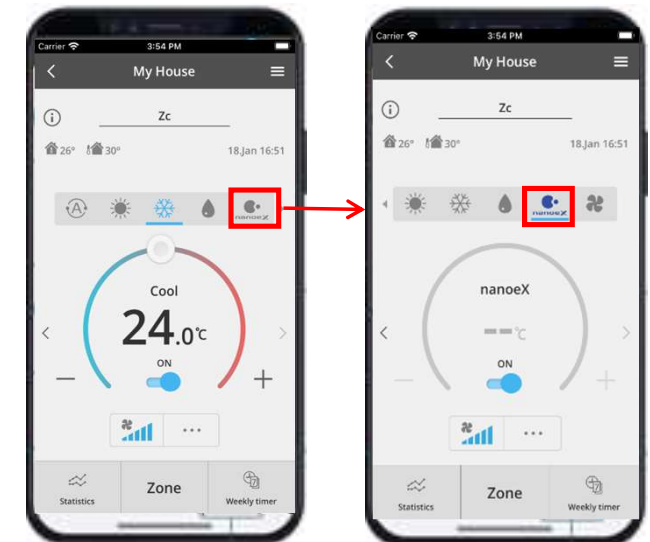 Carrier 3:54 PM
My House
Zc
26° 30° 18.Jan 16:51
A nanoeX
Cool
24.0℃
ON
Statistics
Zone
Weekly timer
Carrier 3:54 PM
My House
Zc
26° 30° 18.Jan 16:51
nanoeX
nanoeX
--℃
ON
Statistics
Zone
Weekly timer